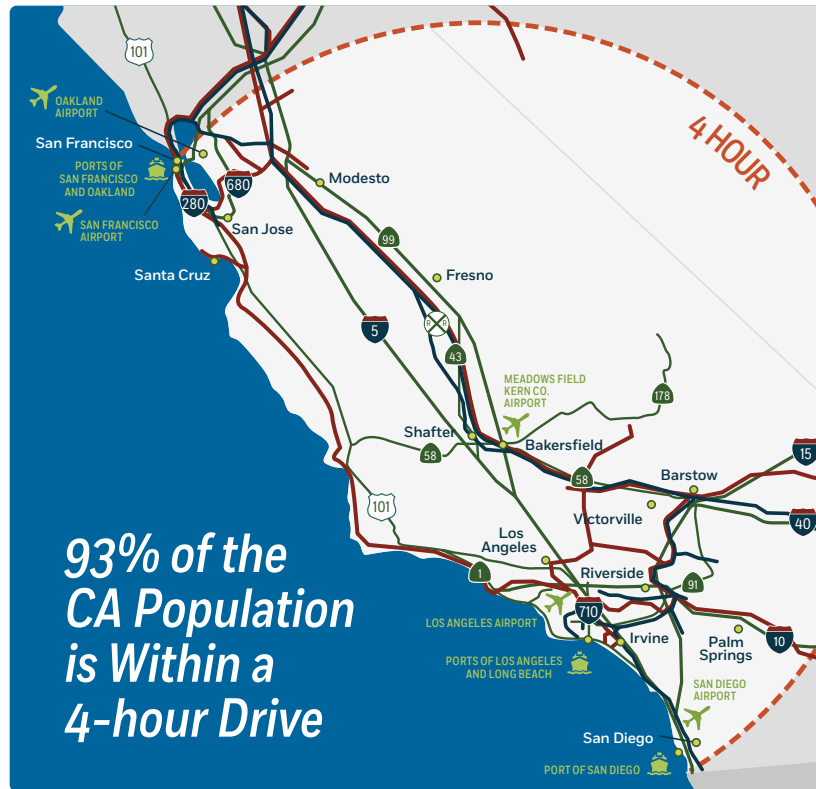 101
OAKLAND
AIRPORT
San Francisco
PORTS OF
SAN FRANCISCO
AND OAKLAND
280
680
SAN FRANCISCO
AIRPORT
San Jose
Santa Cruz
Modesto
99
4 HOUR
Fresno
5
R R
43
MEADOWS FIELD
KERN CO.
AIRPORT
178
Shafter
58
Bakersfield
58
15
Barstow
101
Victorville
40
Los
Angeles
1
Riverside
91
710
LOS ANGELES AIRPORT
Irvine
Palm
Springs
10
PORTS OF LOS ANGELES
AND LONG BEACH
SAN DIEGO
AIRPORT
San Diego
PORT OF SAN DIEGO
93% of the
CA Population
is Within a
4-hour Drive